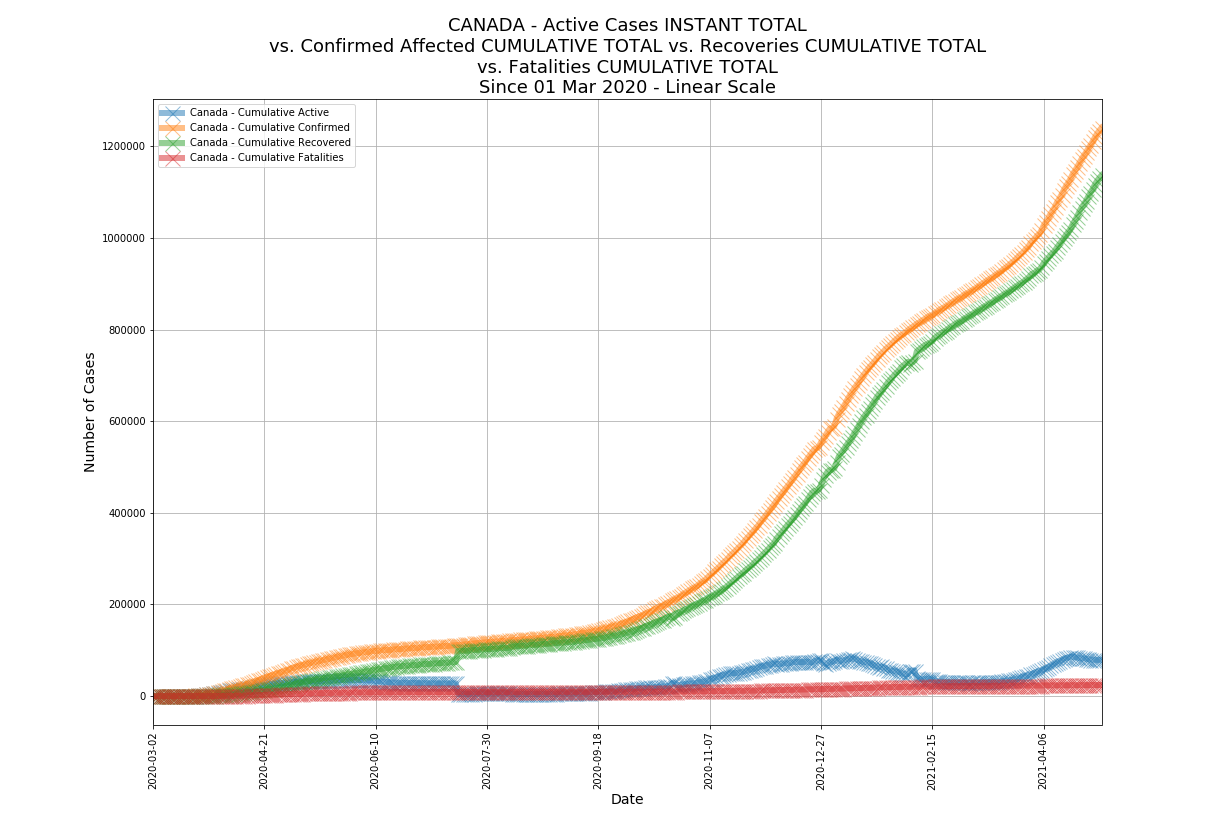 CANADA - Active Cases INSTANT TOTAL
vs. Confirmed Affected CUMULATIVE TOTAL vs. Recoveries CUMULATIVE TOTAL
vs. Fatalities CUMULATIVE TOTAL
Since 01 Mar 2020 - Linear Scale
Canada - Cumulative Active
Canada - Cumulative Confirmed
Canada - Cumulative Recovered
Canada - Cumulative Fatalities
Number of Cases
1200000
1000000
800000
600000
400000
200000
0
2020-03-02
2020-04-21
2020-06-10
2020-07-30
2020-09-18
2020-11-07
2020-12-27
2021-02-15
2021-04-06
Date